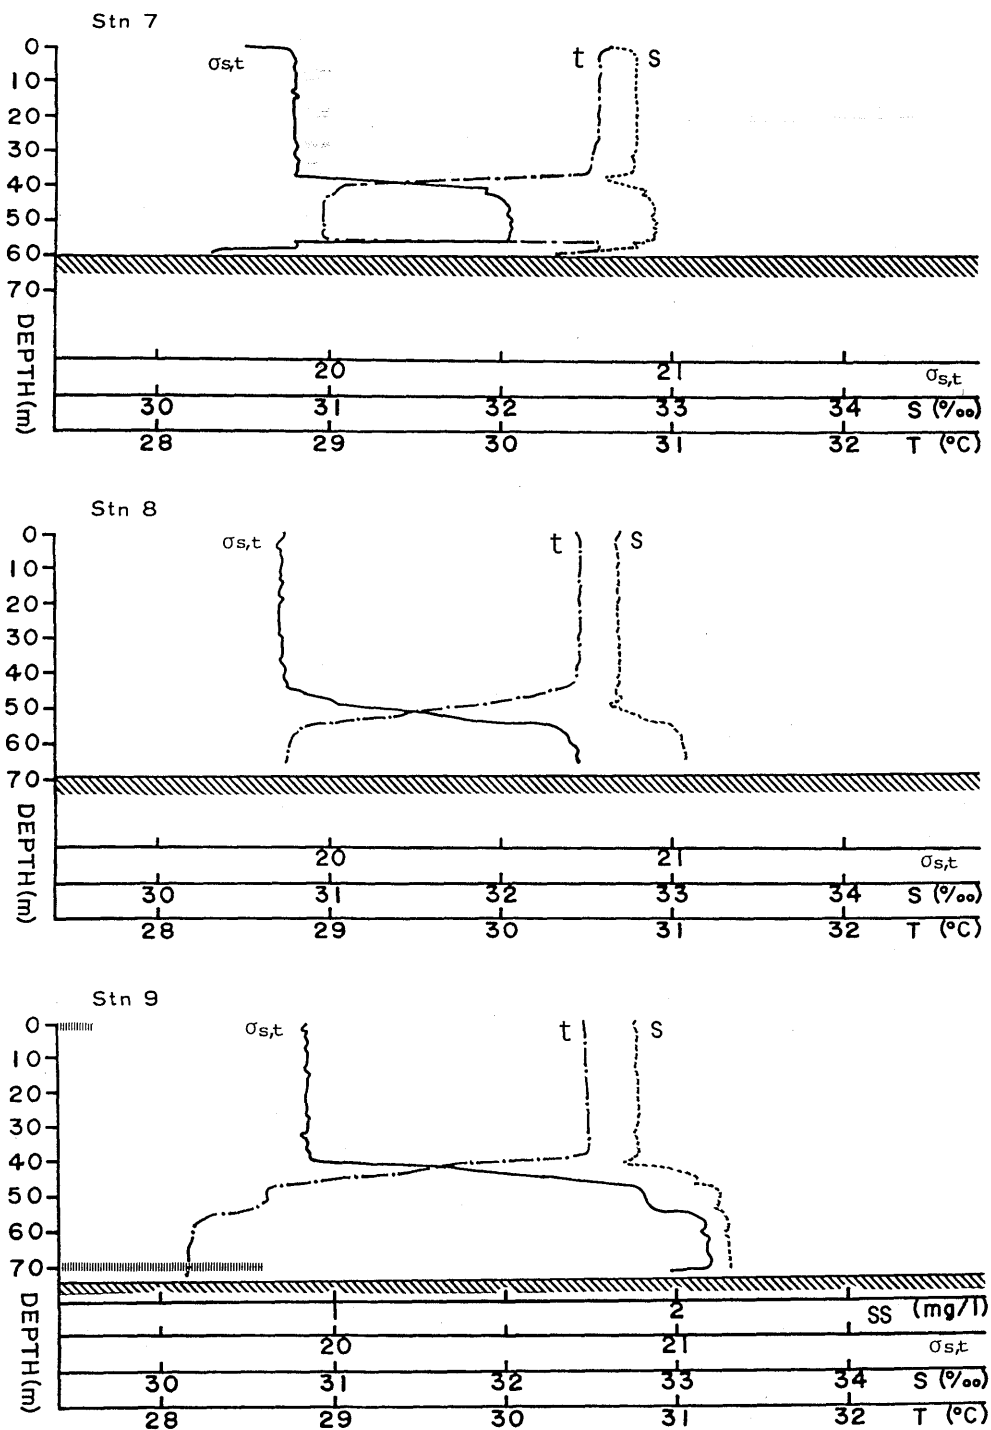 Stn 7
σs,t t S
0
10
20
30
40
50
60
70
DEPTH(m)
20 21 σs,t
30 31 32 33 34 S (‰)
28 29 30 31 32 T (°C)
Stn 8
σs,t t S
0
10
20
30
40
50
60
70
DEPTH(m)
20 21 σs,t
30 31 32 33 34 S (‰)
28 29 30 31 32 T (°C)
Stn 9
σs,t t S
0
10
20
30
40
50
60
70
DEPTH(m)
1 2 SS (mg/l)
20 21 σs,t
30 31 32 33 34 S (‰)
28 29 30 31 32 T (°C)